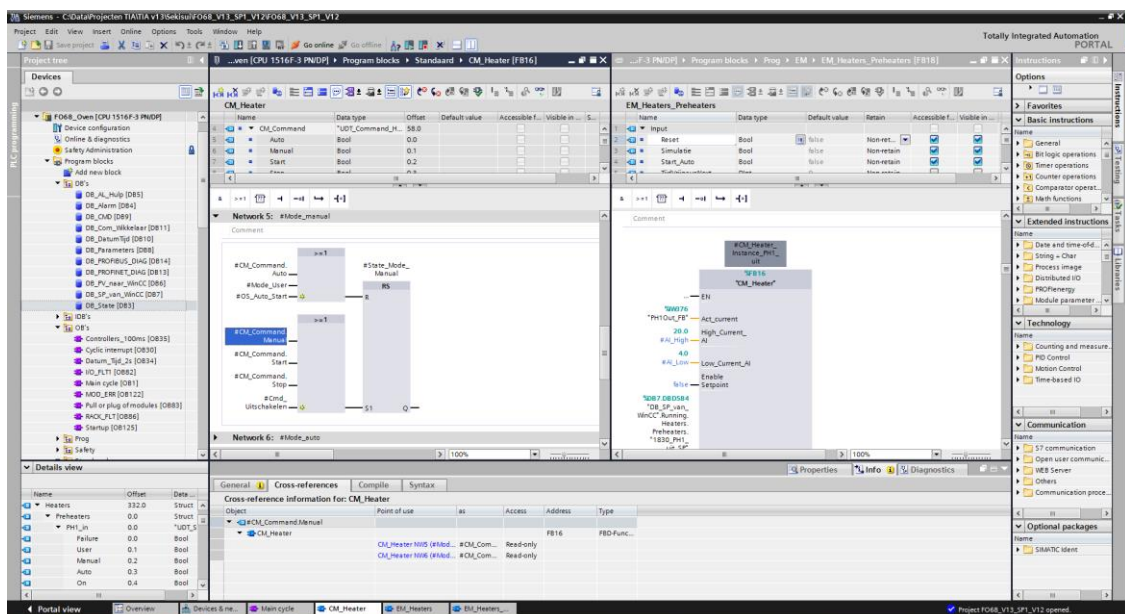 Siemens - C:\Data\Projecten TIA\TIA v13\Sekisui\FO68_V13_SP1_V12\FO68_V13_SP1_V12
Project Edit View Insert Online Options Tools Window Help
Totally Integrated Automation
PORTAL
Save project
Go online
Go offline
Project tree
Devices
FO68_Oven [CPU 1516F-3 PN/DP]
Device configuration
Online & diagnostics
Safety Administration
Program blocks
Add new block
DB's
DB_AL_Hulp [DB5]
DB_Alarm [DB4]
DB_CMD [DB9]
DB_Com_Wikkelaar [DB11]
DB_DatumTijd [DB10]
DB_Parameters [DB8]
DB_PROFIBUS_DIAG [DB14]
DB_PROFINET_DIAG [DB13]
DB_PV_naar_WinCC [DB6]
DB_SP_van_WinCC [DB7]
DB_State [DB3]
IDB's
OB's
Controllers_100ms [OB35]
Cyclic interrupt [OB30]
Datum_Tijd_2s [OB34]
I/O_FLT1 [OB82]
Main cycle [OB1]
MOD_ERR [OB122]
Pull or plug of modules [OB83]
RACK_FLT [OB86]
Startup [OB125]
Prog
Safety
Details view
Name Offset Data ...
Heaters 332.0 Struct
Preheaters 0.0 Struct
PH1_in 0.0 "UDT_S
Failure 0.0 Bool
User 0.1 Bool
Manual 0.2 Bool
Auto 0.3 Bool
On 0.4 Bool
PLC programming
...ven [CPU 1516F-3 PN/DP] Program blocks Standaard CM_Heater [FB16]
CM_Heater
Name Data type Offset Default value Accessible f... Visible in ... S...
CM_Command "UDT_Command_H... 58.0
Auto Bool 0.0
Manual Bool 0.1
Start Bool 0.2
Network 5: #Mode_manual
Comment
>=1
#CM_Command.
Auto
#Mode_User
#OS_Auto_Start
#State_Mode_
Manual
RS
R
>=1
#CM_Command.
Manual
#CM_Command.
Start
#CM_Command.
Stop
#Cmd_
Uitschakelen
S1 Q
Network 6: #Mode_auto
100%
...F-3 PN/DP] Program blocks Prog EM EM_Heaters_Preheaters [FB18]
EM_Heaters_Preheaters
Name Data type Default value Retain Accessible f... Visible in ...
Input
Reset Bool false Non-ret...
Simulatie Bool false Non-retain
Start_Auto Bool false Non-retain
Comment
#CM_Heater_
Instance_PH1_
uit
%FB16
"CM_Heater"
... EN
%IW876
"PH1Out_FB" Act_current
20.0
#AI_High
High_Current_
AI
4.0
#AI_Low Low_Current_AI
false
Enable
Setpoint
%DB7.DBD584
"DB_SP_van_
WinCC".Running.
Heaters.
Preheaters.
"1830_PH1_
uit_SP"
100%
Properties Info Diagnostics
General Cross-references Compile Syntax
Cross-reference information for: CM_Heater
Object Point of use as Access Address Type
#CM_Command.Manual
CM_Heater FB16 FBD-Func...
CM_Heater NW5 (#Mod... #CM_Com... Read-only
CM_Heater NW6 (#Mod... #CM_Com... Read-only
Instructions
Options
Favorites
Basic instructions
Name
General
Bit logic operations
Timer operations
Counter operations
Comparator operat...
Math functions
Extended instructions
Name
Date and time-of-d...
String + Char
Process image
Distributed I/O
PROFIenergy
Module parameter ...
Technology
Name
Counting and measure...
PID Control
Motion Control
Time-based IO
Communication
Name
S7 communication
Open user communic...
WEB Server
Others
Communication proce...
Optional packages
Name
SIMATIC Ident
Instructions
Testing
Tasks
Libraries
Portal view
Overview
Devices & ne...
Main cycle
CM_Heater
EM_Heaters
EM_Heaters_...
Project FO68_V13_SP1_V12 opened.